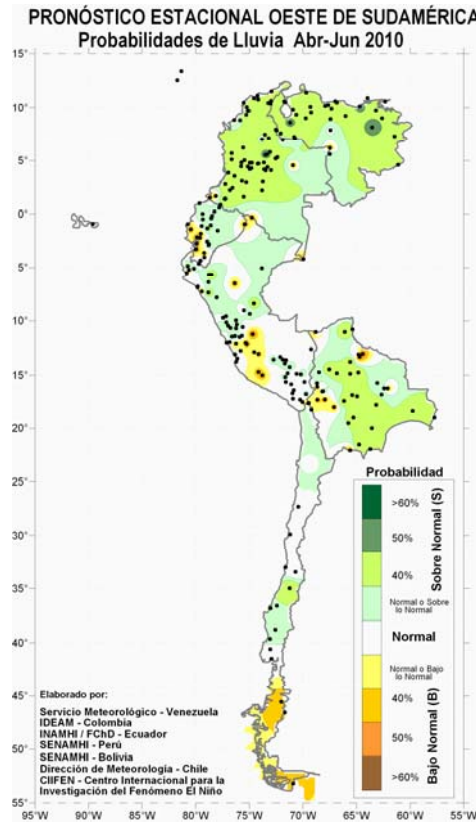 PRONÓSTICO ESTACIONAL OESTE DE SUDAMÉRICA
Probabilidades de Lluvia Abr-Jun 2010
15°
10°
5°
0°
5°
10°
15°
20°
25°
30°
35°
40°
45°
50°
55°
95°W 90°W 85°W 80°W 75°W 70°W 65°W 60°W 55°W
Probabilidad
>60%
50%
40%
Sobre Normal (S)
Normal o Sobre
lo Normal
Normal
Normal o Bajo
lo Normal
40%
50%
>60%
Bajo Normal (B)
Elaborado por:
Servicio Meteorológico - Venezuela
IDEAM - Colombia
INAMHI / FChD - Ecuador
SENAMHI - Perú
SENAMHI - Bolivia
Dirección de Meteorología - Chile
CIIFEN - Centro Internacional para la
Investigación del Fenómeno El Niño